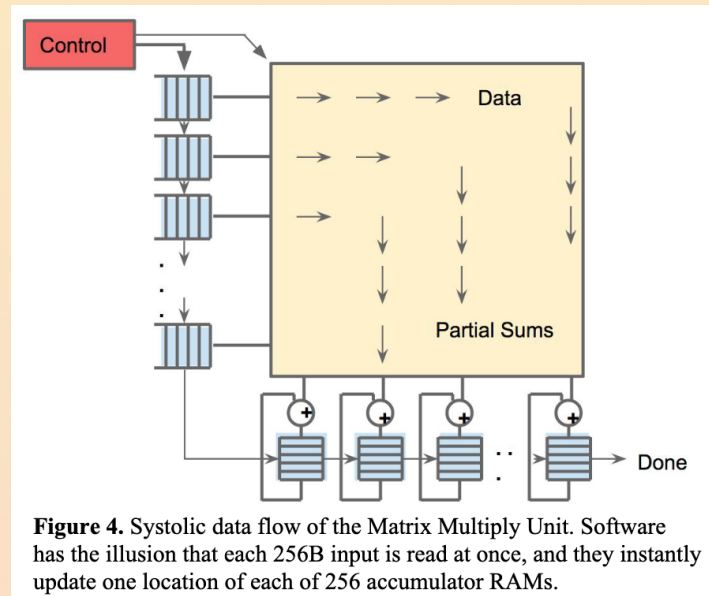 Control
Data
Partial Sums
+
+
+
+
Done
Figure 4. Systolic data flow of the Matrix Multiply Unit. Software
has the illusion that each 256B input is read at once, and they instantly
update one location of each of 256 accumulator RAMs.